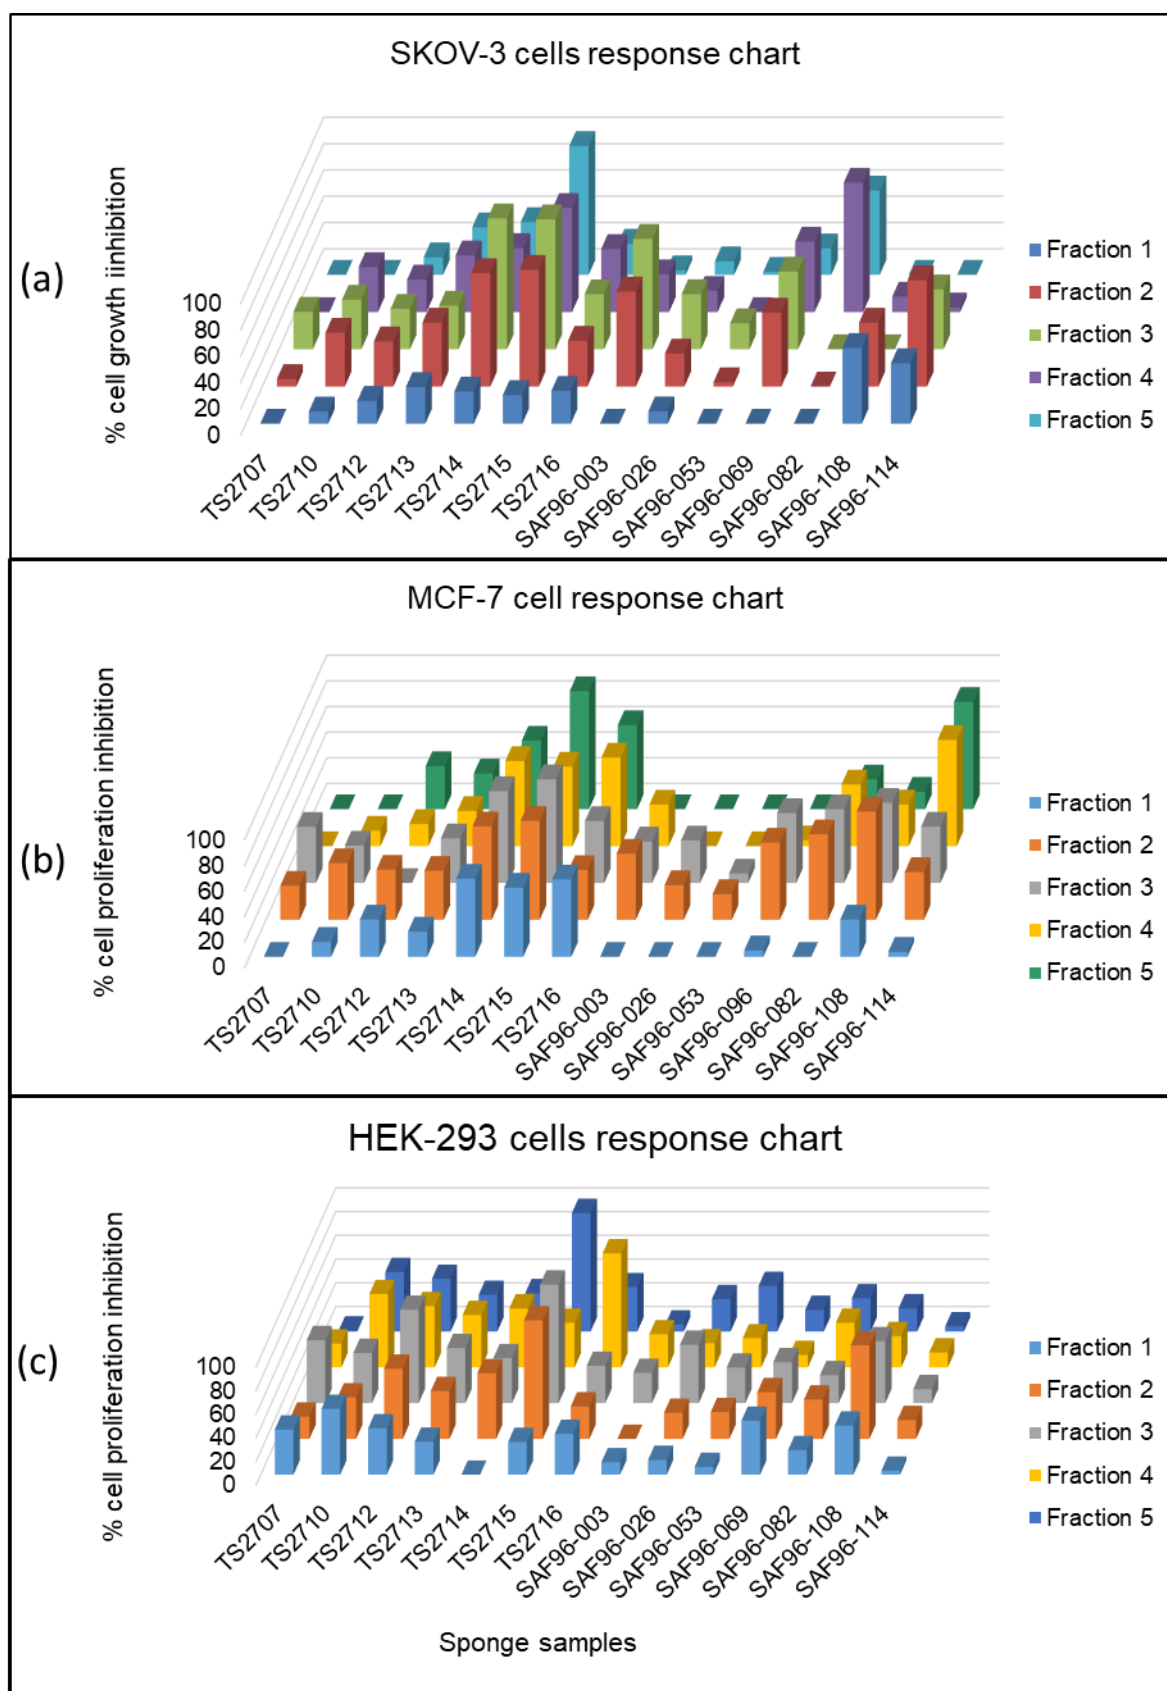 SKOV-3 cells response chart
(a)
% cell growth iinhibition
100
80
60
40
20
0
TS2707
TS2710
TS2712
TS2713
TS2714
TS2715
TS2716
SAF96-003
SAF96-026
SAF96-053
SAF96-069
SAF96-082
SAF96-108
SAF96-114
Fraction 1
Fraction 2
Fraction 3
Fraction 4
Fraction 5
MCF-7 cell response chart
(b)
% cell proliferation inhibition
100
80
60
40
20
0
TS2707
TS2710
TS2712
TS2713
TS2714
TS2715
TS2716
SAF96-003
SAF96-026
SAF96-053
SAF96-096
SAF96-082
SAF96-108
SAF96-114
Fraction 1
Fraction 2
Fraction 3
Fraction 4
Fraction 5
HEK-293 cells response chart
(c)
% cell proliferation inhibition
100
80
60
40
20
0
TS2707
TS2710
TS2712
TS2713
TS2714
TS2715
TS2716
SAF96-003
SAF96-026
SAF96-053
SAF96-069
SAF96-082
SAF96-108
SAF96-114
Fraction 1
Fraction 2
Fraction 3
Fraction 4
Fraction 5
Sponge samples